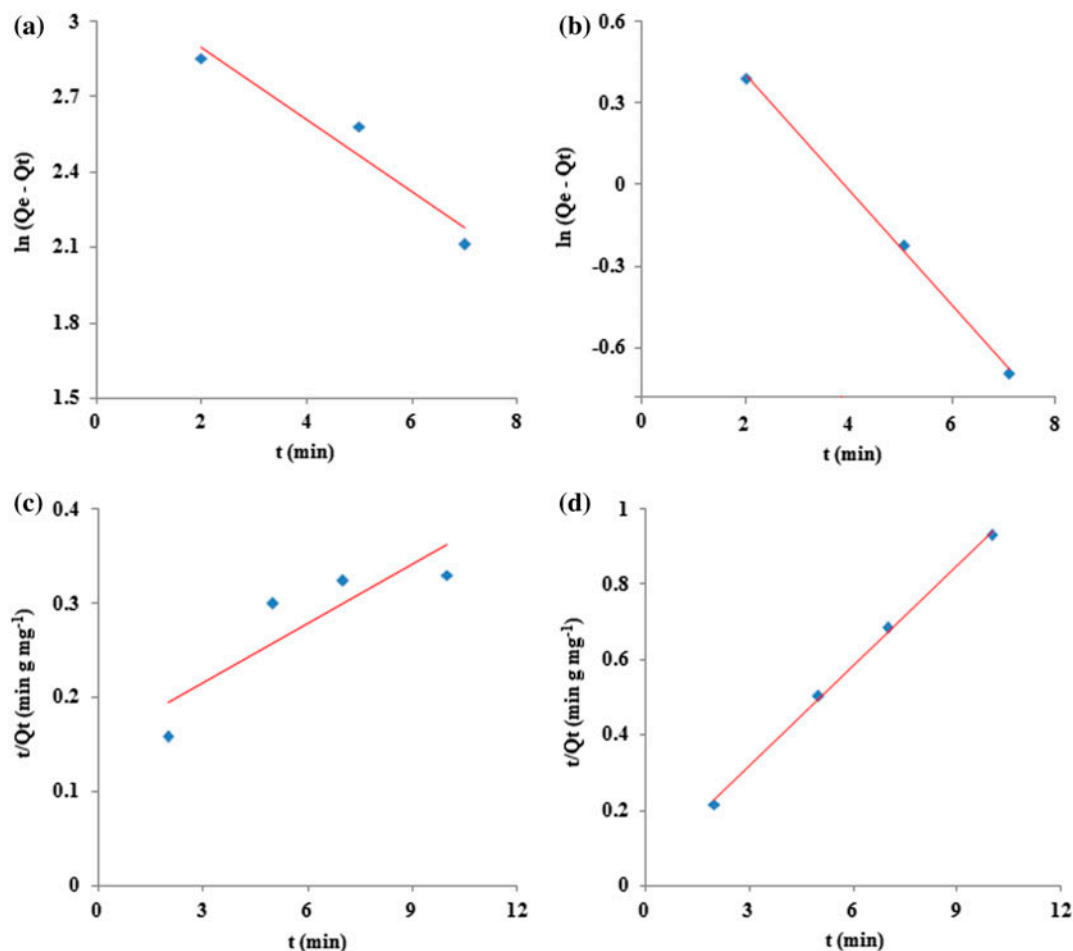 (a)
3
2.7
2.4
2.1
1.8
1.5
ln (Qe - Qt)
0 2 4 6 8
t (min)
(b)
0.6
0.3
0
-0.3
-0.6
ln (Qe - Qt)
0 2 4 6 8
t (min)
(c)
0.4
0.3
0.2
0.1
0
t/Qt (min g mg-1)
0 3 6 9 12
t (min)
(d)
1
0.8
0.6
0.4
0.2
0
t/Qt (min g mg-1)
0 3 6 9 12
t (min)